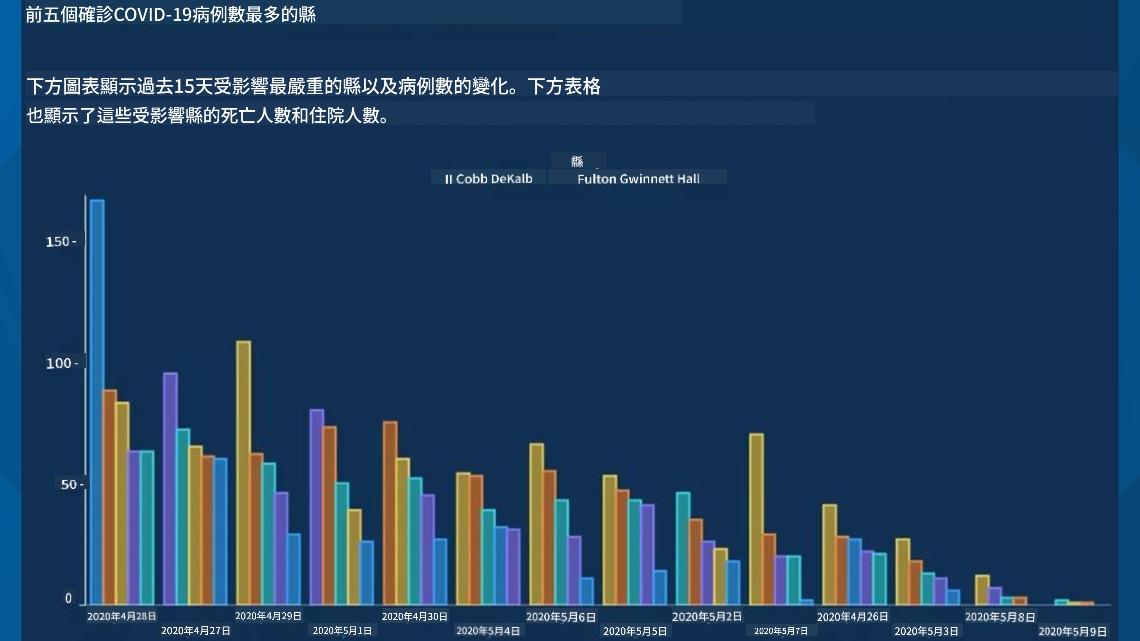 前五個確診COVID-19病例數最多的縣
下方圖表顯示過去15天受影響最嚴重的縣以及病例數的變化。下方表格
也顯示了這些受影響縣的死亡人數和住院人數。
縣
II Cobb DeKalb Fulton Gwinnett Hall
150
100
50
0
2020年4月28日 2020年4月29日 2020年4月30日 2020年5月6日 2020年5月2日 2020年4月26日 2020年5月8日
2020年4月27日 2020年5月1日 2020年5月4日 2020年5月5日 2020年5月7日 2020年5月3日 2020年5月9日